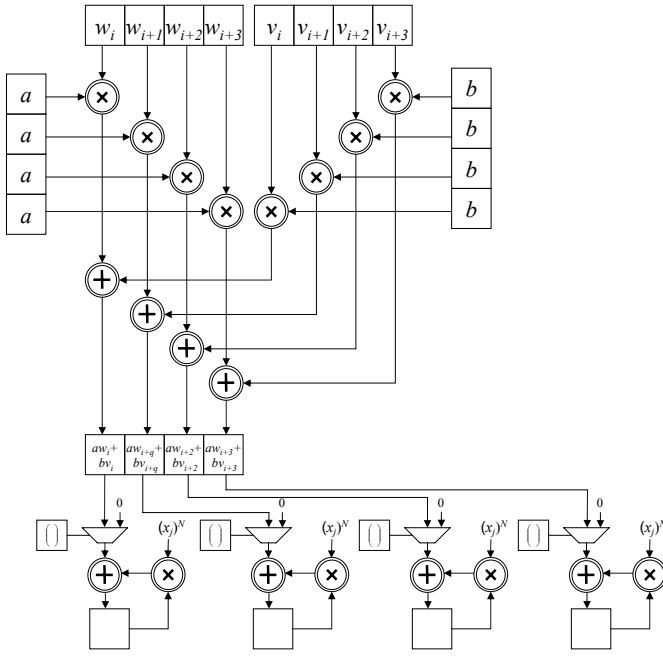 w_i w_{i+1} w_{i+2} w_{i+3} v_i v_{i+1} v_{i+2} v_{i+3}
a × × b
a × × b
a × × b
a × × b
+
+
+
+
aw_i+ aw_{i+q}+ aw_{i+2}+ aw_{i+3}+
bv_i bv_{i+q} bv_{i+2} bv_{i+3}
0 0 0 0
() (x_j)^N () (x_j)^N () (x_j)^N () (x_j)^N
+ × + × + × + ×